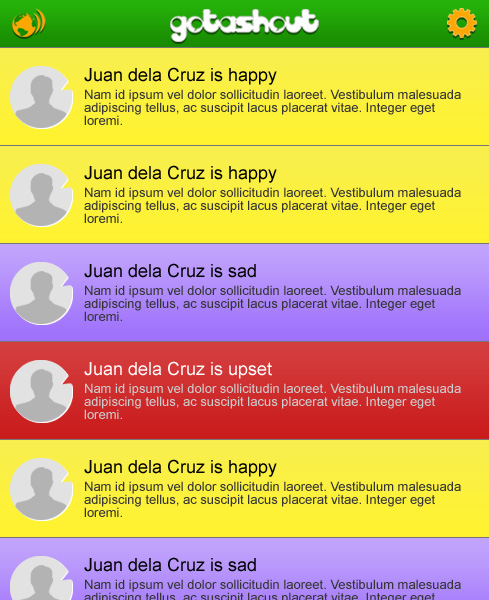 gotashout
Juan dela Cruz is happy
Nam id ipsum vel dolor sollicitudin laoreet. Vestibulum malesuada
adipiscing tellus, ac suscipit lacus placerat vitae. Integer eget
loremi.
Juan dela Cruz is happy
Nam id ipsum vel dolor sollicitudin laoreet. Vestibulum malesuada
adipiscing tellus, ac suscipit lacus placerat vitae. Integer eget
loremi.
Juan dela Cruz is sad
Nam id ipsum vel dolor sollicitudin laoreet. Vestibulum malesuada
adipiscing tellus, ac suscipit lacus placerat vitae. Integer eget
loremi.
Juan dela Cruz is upset
Nam id ipsum vel dolor sollicitudin laoreet. Vestibulum malesuada
adipiscing tellus, ac suscipit lacus placerat vitae. Integer eget
loremi.
Juan dela Cruz is happy
Nam id ipsum vel dolor sollicitudin laoreet. Vestibulum malesuada
adipiscing tellus, ac suscipit lacus placerat vitae. Integer eget
loremi.
Juan dela Cruz is sad
Nam id ipsum vel dolor sollicitudin laoreet. Vestibulum malesuada
adipiscing tellus, ac suscipit lacus placerat vitae. Integer eget